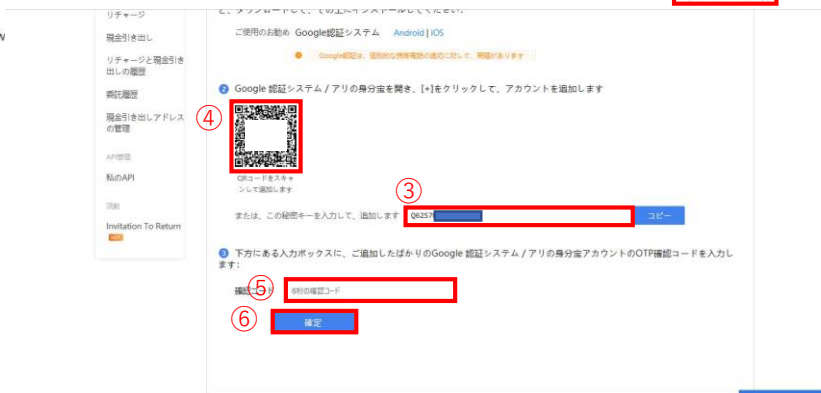 リチャージ
と、ダウンロードして、その上にインストールしてください.
現金引き出し
ご使用のお勧め Google認証システム Android | iOS
リチャージと現金引き出しの履歴
Google認証は、個別的な携帯電話の適応に対して、問題があります
委託履歴
② Google 認証システム / アリの身分宝を開き、[+]をクリックして、アカウントを追加します
現金引き出しアドレスの管理
④
API管理
私のAPI
QRコードをスキャ
ンして追加します
③
活動
または、この秘密キーを入力して、追加します Q6257 コピー
Invitation To Return
HOT
③ 下方にある入力ボックスに、ご追加したばかりのGoogle 認証システム / アリの身分宝アカウントのOTP確認コードを入力し
ます:
⑤
確認コード 6桁の確認コード
⑥ 確定